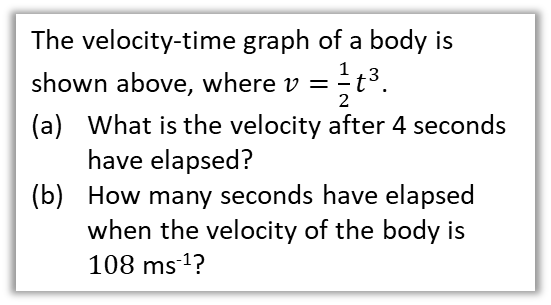 The velocity-time graph of a body is
shown above, where 𝑣 = ½𝑡³.
(a) What is the velocity after 4 seconds
have elapsed?
(b) How many seconds have elapsed
when the velocity of the body is
108 ms⁻¹?